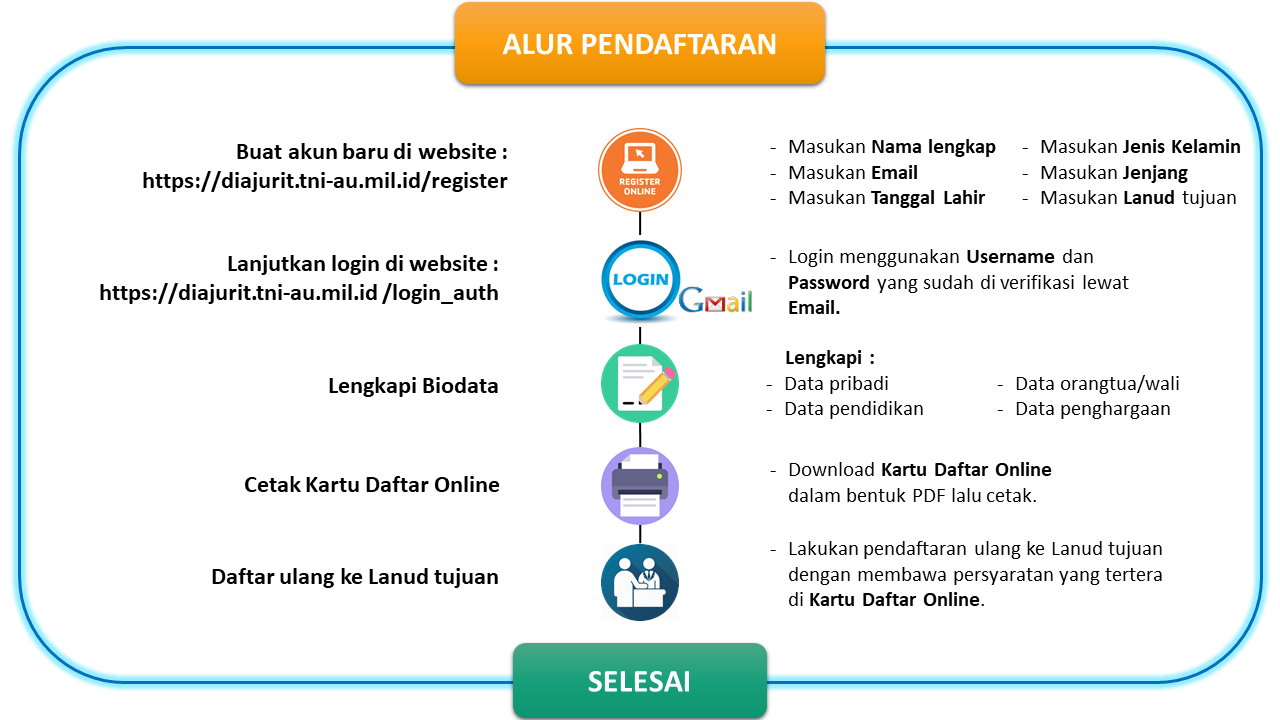 ALUR PENDAFTARAN
Buat akun baru di website :
https://diajurit.tni-au.mil.id/register
REGISTER
ONLINE
- Masukan Nama lengkap
- Masukan Email
- Masukan Tanggal Lahir
- Masukan Jenis Kelamin
- Masukan Jenjang
- Masukan Lanud tujuan
Lanjutkan login di website :
https://diajurit.tni-au.mil.id /login_auth
LOGIN
Gmail
- Login menggunakan Username dan
Password yang sudah di verifikasi lewat
Email.
Lengkapi Biodata
Lengkapi :
- Data pribadi
- Data pendidikan
- Data orangtua/wali
- Data penghargaan
Cetak Kartu Daftar Online
- Download Kartu Daftar Online
dalam bentuk PDF lalu cetak.
Daftar ulang ke Lanud tujuan
- Lakukan pendaftaran ulang ke Lanud tujuan
dengan membawa persyaratan yang tertera
di Kartu Daftar Online.
SELESAI